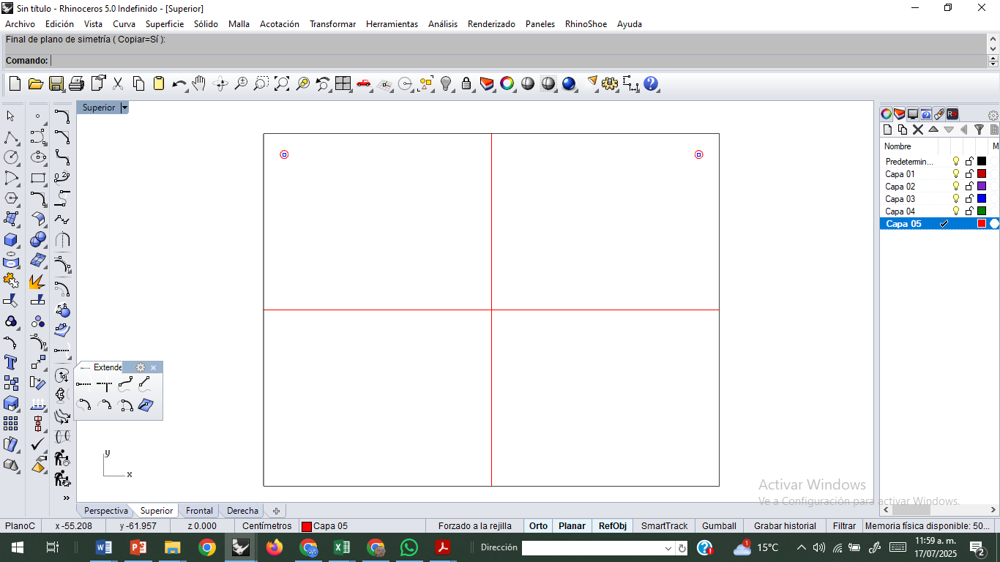 Sin título - Rhinoceros 5.0 Indefinido - [Superior]
Archivo Edición Vista Curva Superficie Sólido Malla Acotación Transformar Herramientas Análisis Renderizado Paneles RhinoShoe Ayuda
Final de plano de simetría ( Copiar=Sí ):
Comando:
Superior
Nombre M
Predetermin...
Capa 01
Capa 02
Capa 03
Capa 04
Capa 05
Extende
y
x
Activar Windows
Ve a Configuración para activar Windows.
Perspectiva Superior Frontal Derecha
PlanoC x -55.208 y -61.957 z 0.000 Centímetros Capa 05 Forzado a la rejilla Orto Planar RefObj SmartTrack Gumball Grabar historial Filtrar Memoria física disponible: 50...
Dirección 15°C 11:59 a. m.
17/07/2025 2